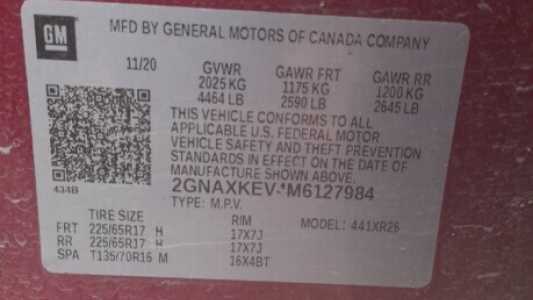 GM
MFD BY GENERAL MOTORS OF CANADA COMPANY
11/20 GVWR GAWR FRT GAWR RR
2025 KG 1175 KG 1200 KG
4464 LB 2590 LB 2645 LB
THIS VEHICLE CONFORMS TO ALL
APPLICABLE U.S. FEDERAL MOTOR
VEHICLE SAFETY AND THEFT PREVENTION
STANDARDS IN EFFECT ON THE DATE OF
MANUFACTURE SHOWN ABOVE.
434B 2GNAXKEV-*M6127984
TYPE: M.P.V.
TIRE SIZE RIM MODEL: 441XR26
FRT 225/65R17 H 17X7J
RR 225/65R17 H 17X7J
SPA T135/70R16 M 16X4BT